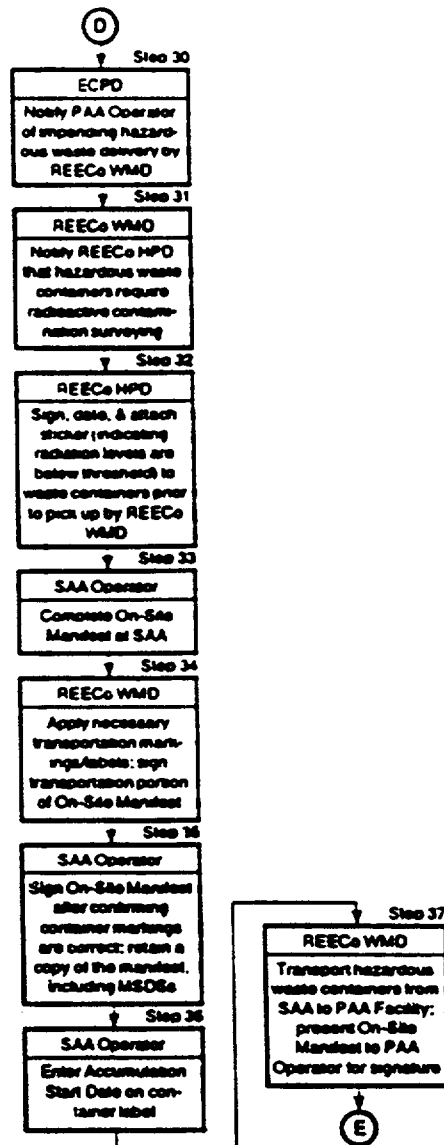 D
Step 30
ECPD
Notify PAA Operator
of impending hazard-
ous waste delivery by
REECo WMD
Step 31
REECo WMD
Notify REECo HPD
that hazardous waste
containers require
radioactive contami-
nation surveying
Step 32
REECo HPD
Sign, date, & attach
sticker (indicating
radiation levels are
below threshold) to
waste containers prior
to pick up by REECo
WMD
Step 33
SAA Operator
Complete On-Site
Manifest at SAA
Step 34
REECo WMD
Apply necessary
transportation mark-
ings/labels; sign
transportation portion
of On-Site Manifest
Step 35
SAA Operator
Sign On-Site Manifest
after confirming
container markings
are correct; retain a
copy of the manifest,
including MSDSs
Step 36
SAA Operator
Enter Accumulation
Start Date on con-
tainer label
Step 37
REECo WMD
Transport hazardous
waste containers from
SAA to PAA Facility;
present On-Site
Manifest to PAA
Operator for signature
E